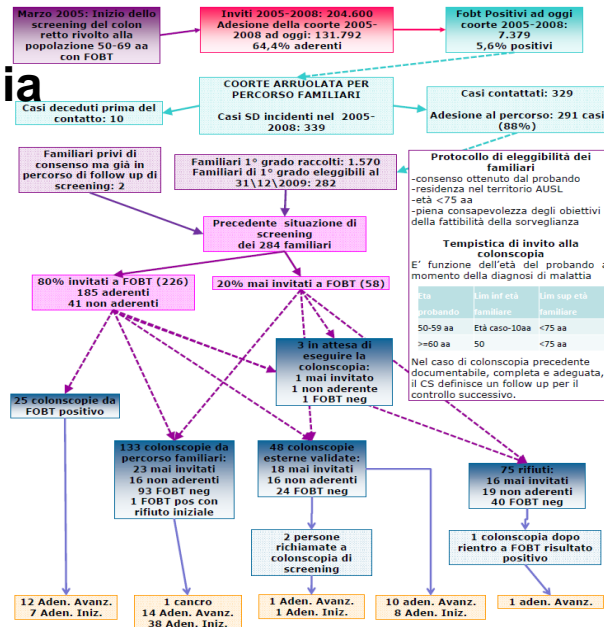 Marzo 2005: Inizio dello
screening del colon
retto rivolto alla
popolazione 50-69 aa
con FOBT
Inviti 2005-2008: 204.600
Adesione della coorte 2005-
2008 ad oggi: 131.792
64,4% aderenti
Fobt Positivi ad oggi
coorte 2005-2008:
7.379
5,6% positivi
ia
Casi deceduti prima del
contatto: 10
COORTE ARRUOLATA PER
PERCORSO FAMILIARI
Casi SD incidenti nel 2005-
2008: 339
Casi contattati: 329
Adesione al percorso: 291 casi
(88%)
Familiari privi di
consenso ma già in
percorso di follow up di
screening: 2
Familiari 1° grado raccolti: 1.570
Familiari di 1° grado eleggibili al
31\12\2009: 282
Protocollo di eleggibilità dei
familiari
-consenso ottenuto dal probando
-residenza nel territorio AUSL
-età <75 aa
-piena consapevolezza degli obiettivi
della fattibilità della sorveglianza
Tempistica di invito alla
colonscopia
E' funzione dell'età del probando a
momento della diagnosi di malattia
Eta probando
Lim inf età familiare
Lim sup età familiare
50-59 aa Età caso-10aa <75 aa
>=60 aa 50 <75 aa
Nel caso di colonscopia precedente
documentabile, completa e adeguata,
il CS definisce un follow up per il
controllo successivo.
Precedente situazione di
screening
dei 284 familiari
80% invitati a FOBT (226)
185 aderenti
41 non aderenti
20% mai invitati a FOBT (58)
3 in attesa di
eseguire la
colonscopia:
1 mai invitato
1 non aderente
1 FOBT neg
25 colonscopie da
FOBT positivo
133 colonscopie da
percorso familiari:
23 mai invitati
16 non aderenti
93 FOBT neg
1 FOBT pos con
rifiuto iniziale
48 colonscopie
esterne validate:
18 mai invitati
16 non aderenti
24 FOBT neg
75 rifiuti:
16 mai invitati
19 non aderenti
40 FOBT neg
2 persone
richiamate a
colonscopia di
screening
1 colonscopia dopo
rientro a FOBT risultato
positivo
12 Aden. Avanz.
7 Aden. Iniz.
1 cancro
14 Aden. Avanz.
38 Aden. Iniz.
1 Aden. Avanz.
1 Aden. Iniz.
10 aden. Avanz.
8 Aden. Iniz.
1 aden. Avanz.